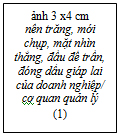 ảnh 3 x4 cm
nền trắng, mới
chụp, mặt nhìn
thẳng, đầu để trần,
đóng dấu giáp lai
của doanh nghiệp/
cơ quan quản lý
(1)